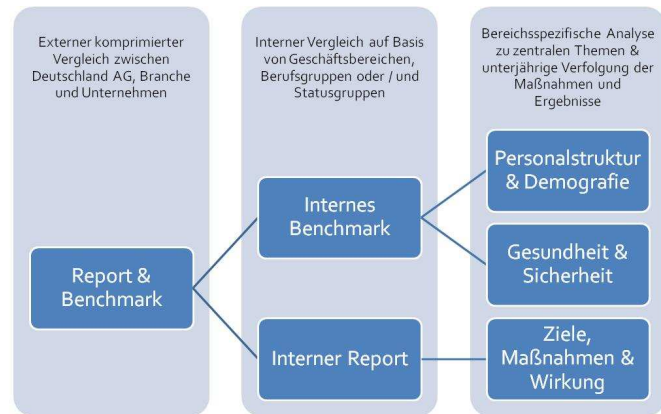 Externer komprimierter
Vergleich zwischen
Deutschland AG, Branche
und Unternehmen
Report &
Benchmark
Interner Vergleich auf Basis
von Geschäftsbereichen,
Berufsgruppen oder / und
Statusgruppen
Internes
Benchmark
Interner Report
Bereichsspezifische Analyse
zu zentralen Themen &
unterjährige Verfolgung der
Maßnahmen und
Ergebnisse
Personalstruktur
& Demografie
Gesundheit &
Sicherheit
Ziele,
Maßnahmen &
Wirkung